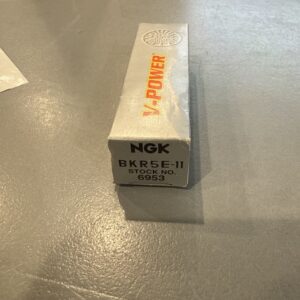 V-POWER
NGK
BKR5E-11
STOCK NO.
6953